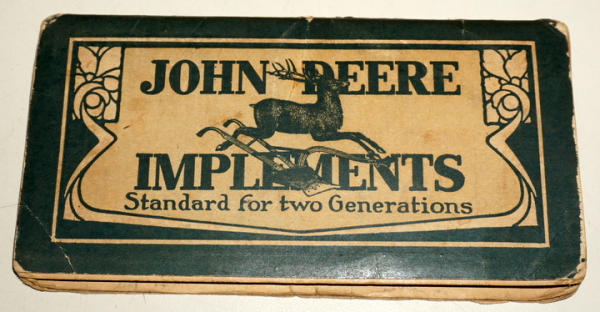 JOHN DEERE
IMPLEMENTS
Standard for two Generations